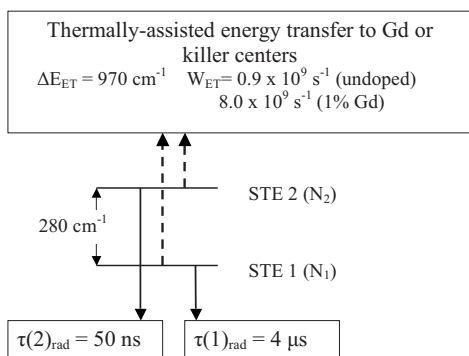 Thermally-assisted energy transfer to Gd or
killer centers
ΔE_ET = 970 cm⁻¹ W_ET= 0.9 x 10⁹ s⁻¹ (undoped)
8.0 x 10⁹ s⁻¹ (1% Gd)
STE 2 (N₂)
280 cm⁻¹
STE 1 (N₁)
τ(2)_rad = 50 ns τ(1)_rad = 4 μs